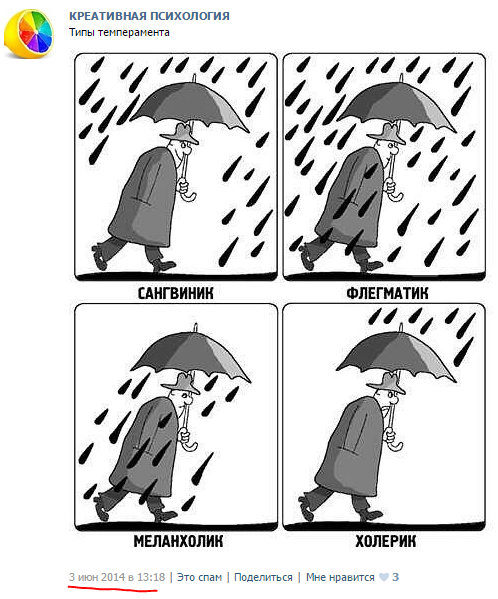 КРЕАТИВНАЯ ПСИХОЛОГИЯ
Типы темперамента
САНГВИНИК
ФЛЕГМАТИК
МЕЛАНХОЛИК
ХОЛЕРИК
3 июн 2014 в 13:18 | Это спам | Поделиться | Мне нравится 3